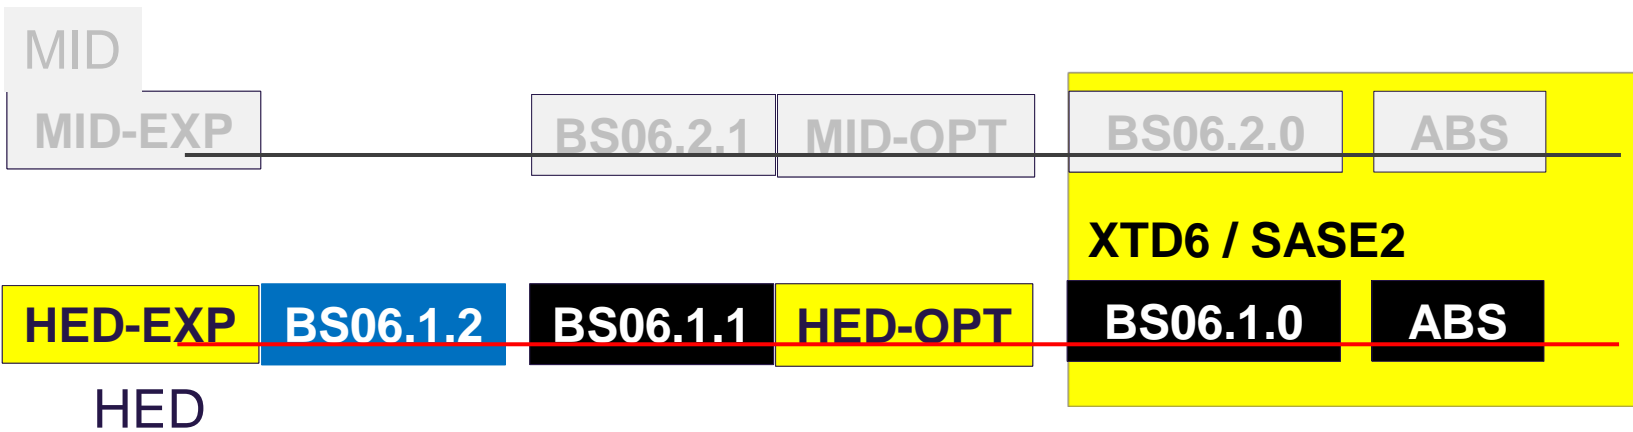 MID
MID-EXP BS06.2.1 MID-OPT BS06.2.0 ABS
XTD6 / SASE2
HED-EXP BS06.1.2 BS06.1.1 HED-OPT BS06.1.0 ABS
HED